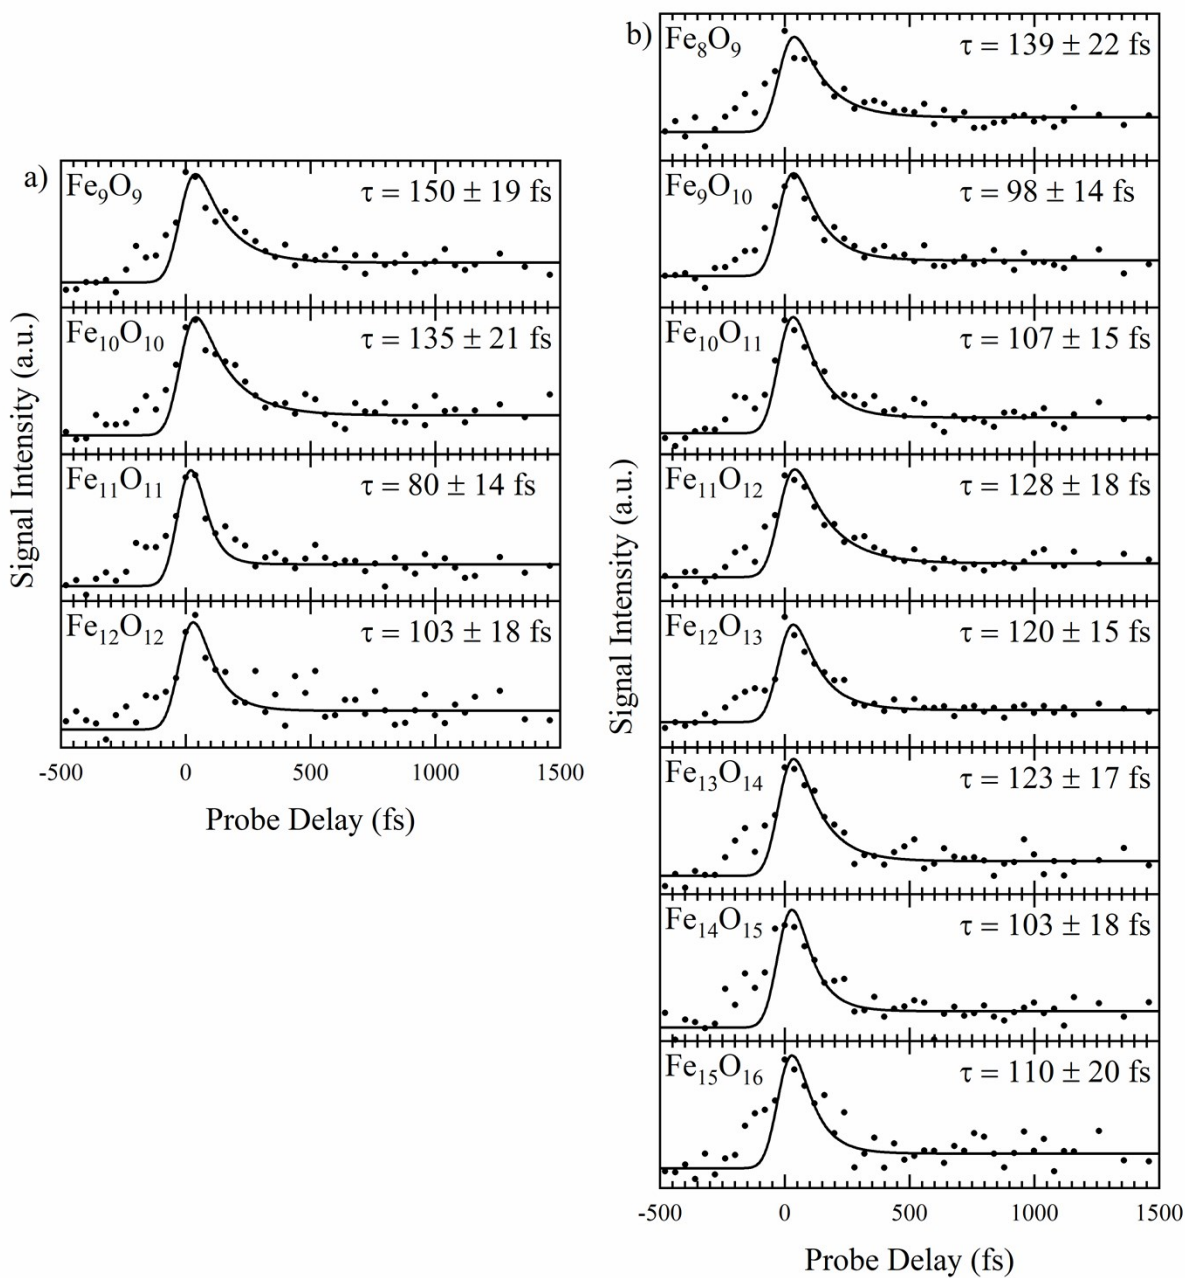 a)
Fe₉O₉ τ = 150 ± 19 fs
Fe₁₀O₁₀ τ = 135 ± 21 fs
Fe₁₁O₁₁ τ = 80 ± 14 fs
Fe₁₂O₁₂ τ = 103 ± 18 fs
Signal Intensity (a.u.)
-500 0 500 1000 1500
Probe Delay (fs)
b)
Fe₈O₉ τ = 139 ± 22 fs
Fe₉O₁₀ τ = 98 ± 14 fs
Fe₁₀O₁₁ τ = 107 ± 15 fs
Fe₁₁O₁₂ τ = 128 ± 18 fs
Fe₁₂O₁₃ τ = 120 ± 15 fs
Fe₁₃O₁₄ τ = 123 ± 17 fs
Fe₁₄O₁₅ τ = 103 ± 18 fs
Fe₁₅O₁₆ τ = 110 ± 20 fs
Signal Intensity (a.u.)
-500 0 500 1000 1500
Probe Delay (fs)